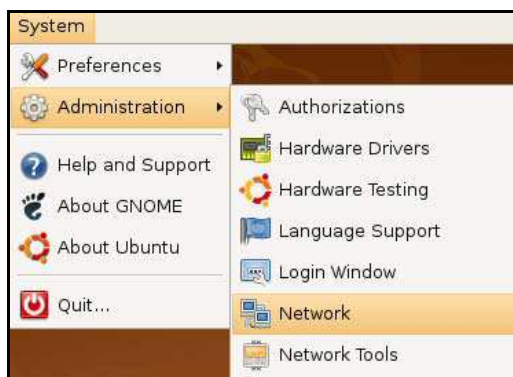 System
Preferences
Administration
Help and Support
About GNOME
About Ubuntu
Quit...
Authorizations
Hardware Drivers
Hardware Testing
Language Support
Login Window
Network
Network Tools